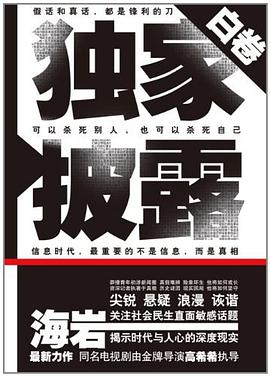 假话和真话，都是锋利的刀
白卷
独家
可以杀死别人，也可以杀死自己
披露
信息时代，最重要的不是信息，而是真相
尖锐 悬疑 浪漫 诙谐
关注社会民生直面敏感话题
海岩
揭示时代与人心的深度现实
最新力作 同名电视剧由金牌导演高希希执导